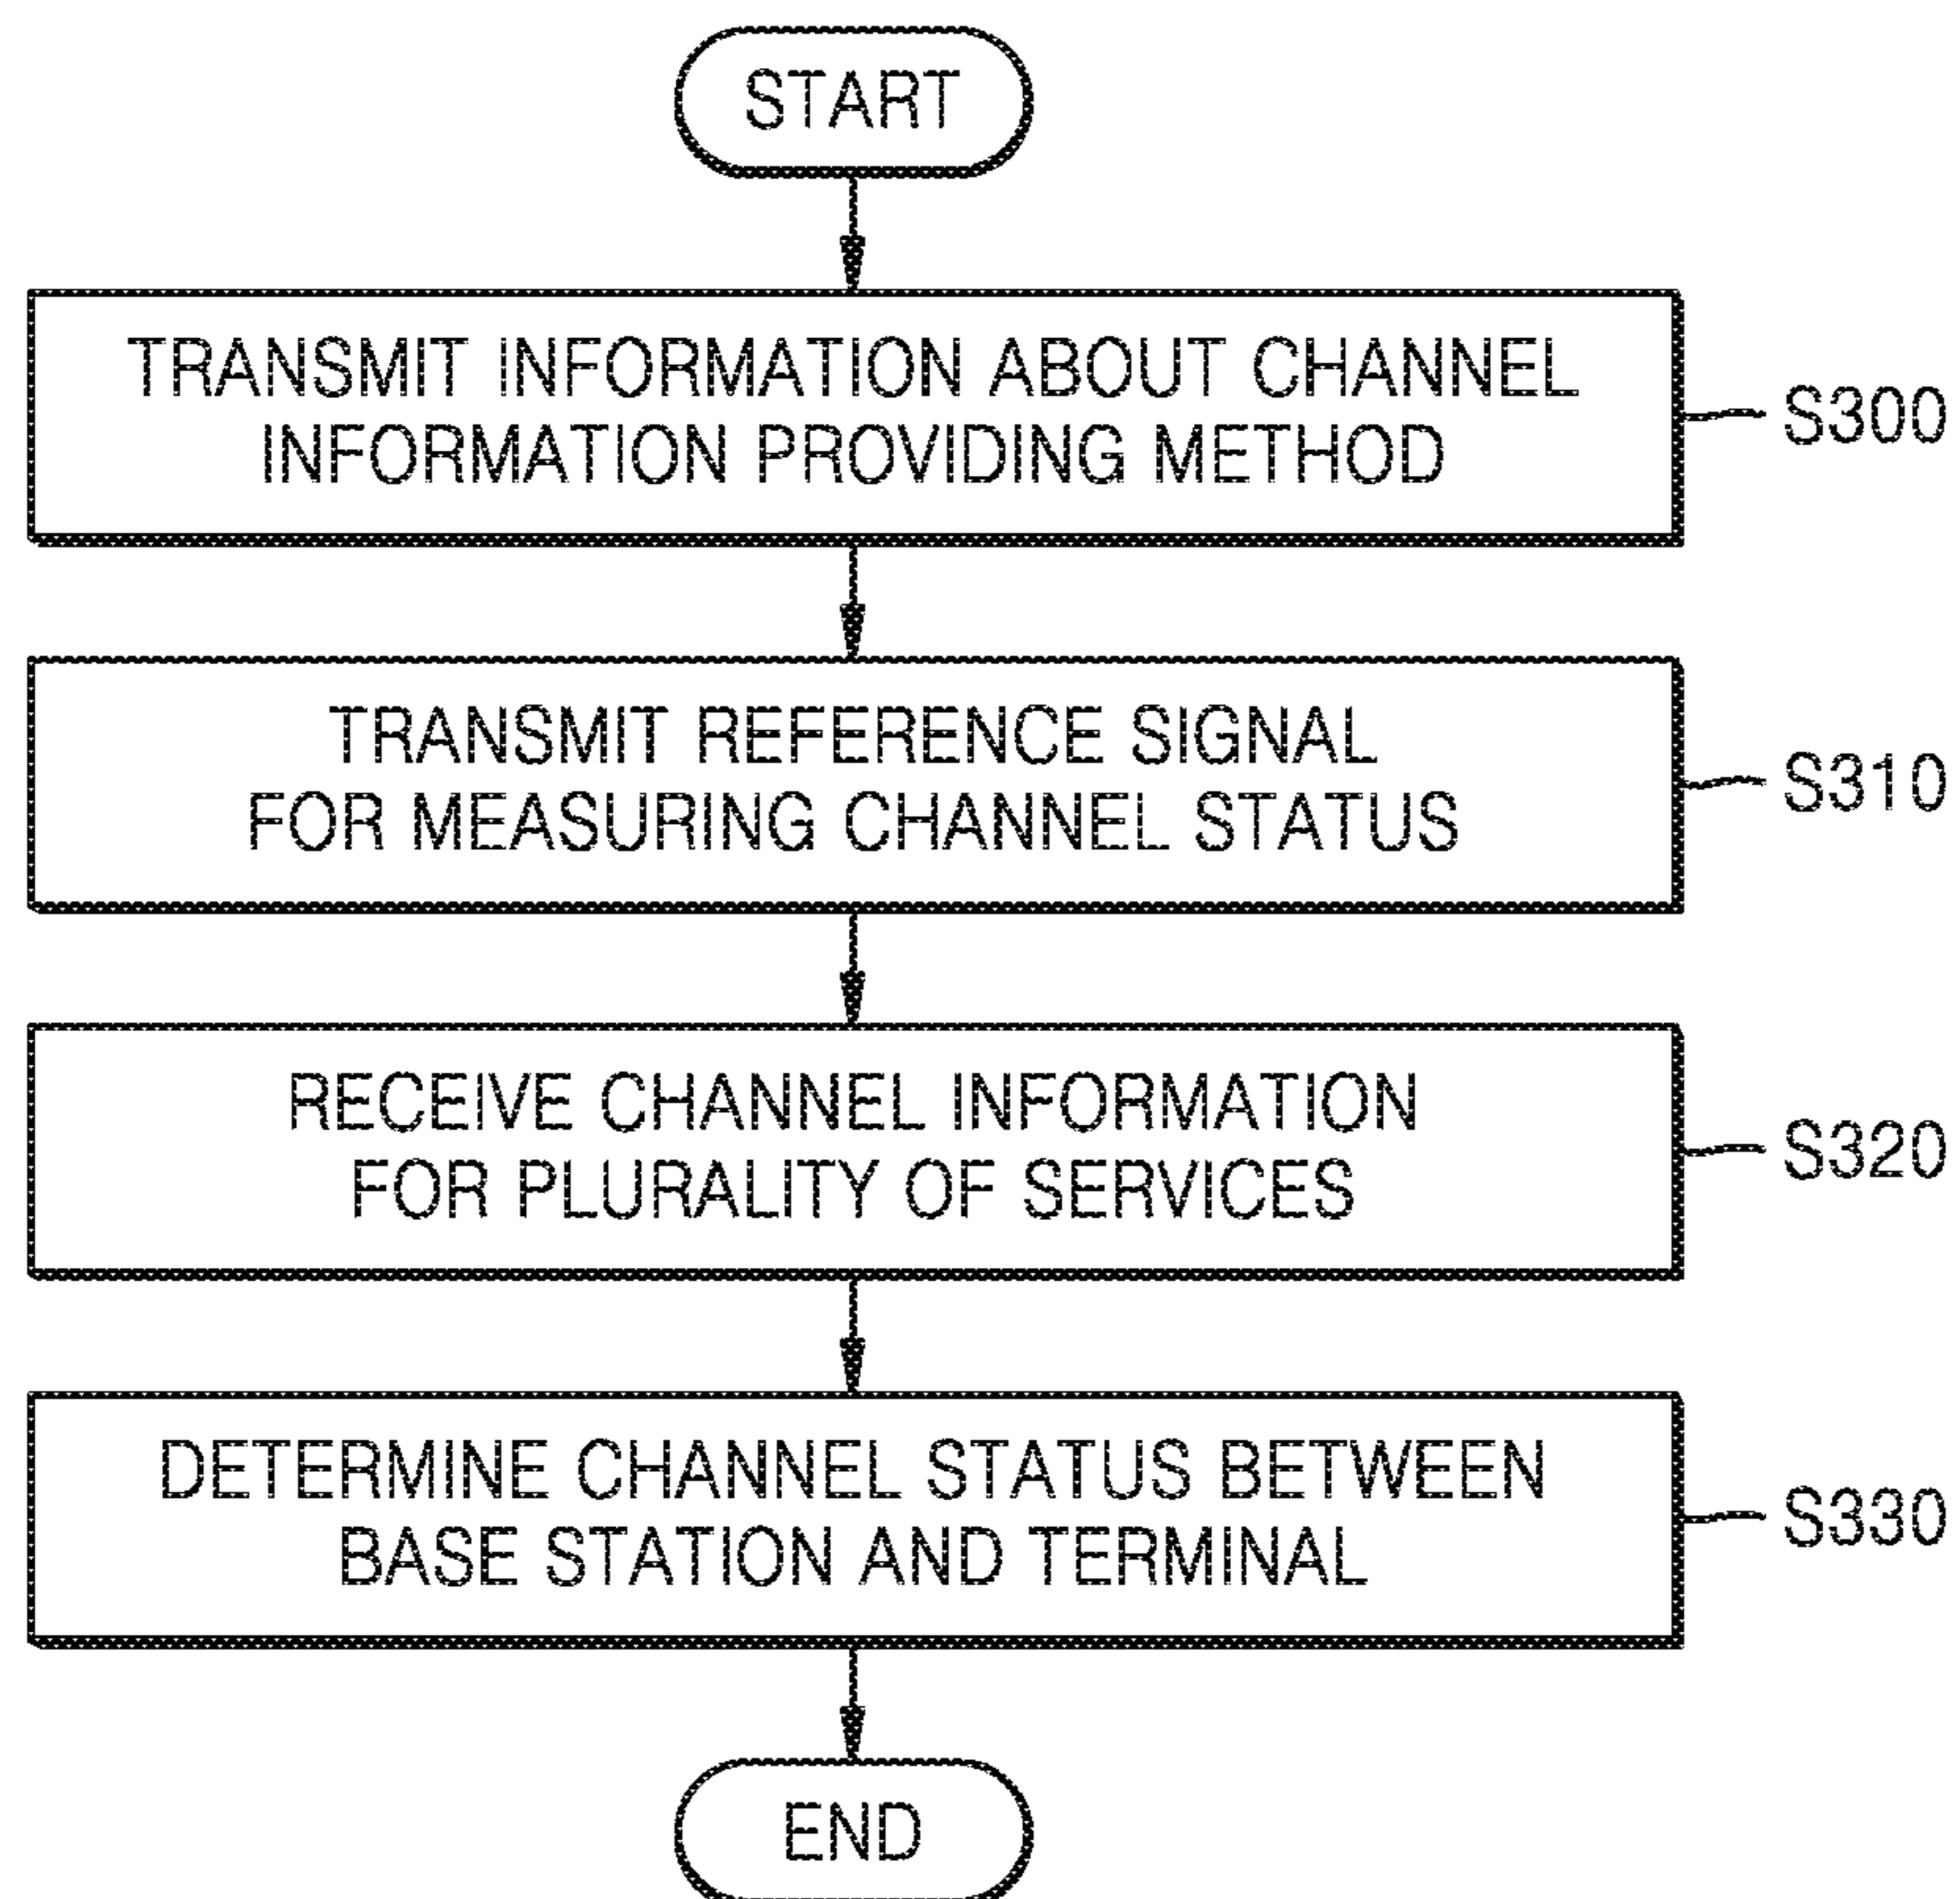 START
TRANSMIT INFORMATION ABOUT CHANNEL
INFORMATION PROVIDING METHOD
S300
TRANSMIT REFERENCE SIGNAL
FOR MEASURING CHANNEL STATUS
S310
RECEIVE CHANNEL INFORMATION
FOR PLURALITY OF SERVICES
S320
DETERMINE CHANNEL STATUS BETWEEN
BASE STATION AND TERMINAL
S330
END